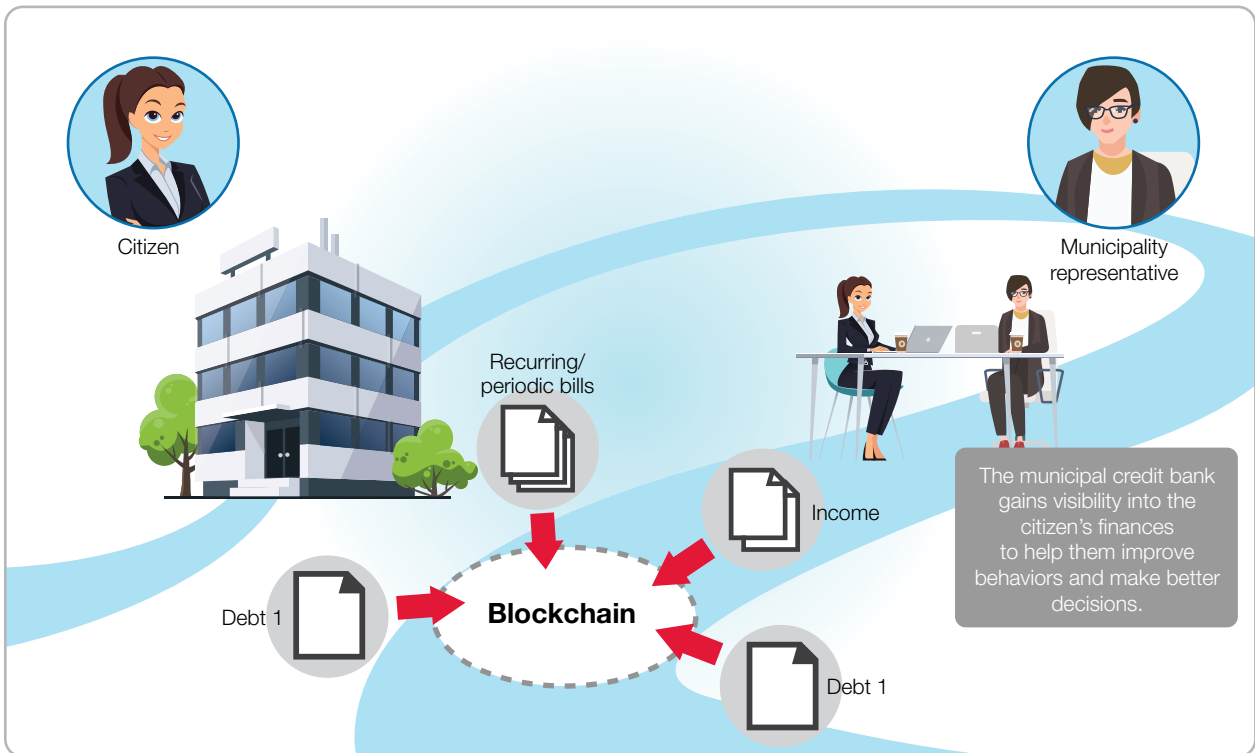 Citizen
Municipality
representative
Recurring/
periodic bills
Income
Debt 1
Blockchain
Debt 1
The municipal credit bank
gains visibility into the
citizen’s finances
to help them improve
behaviors and make better
decisions.